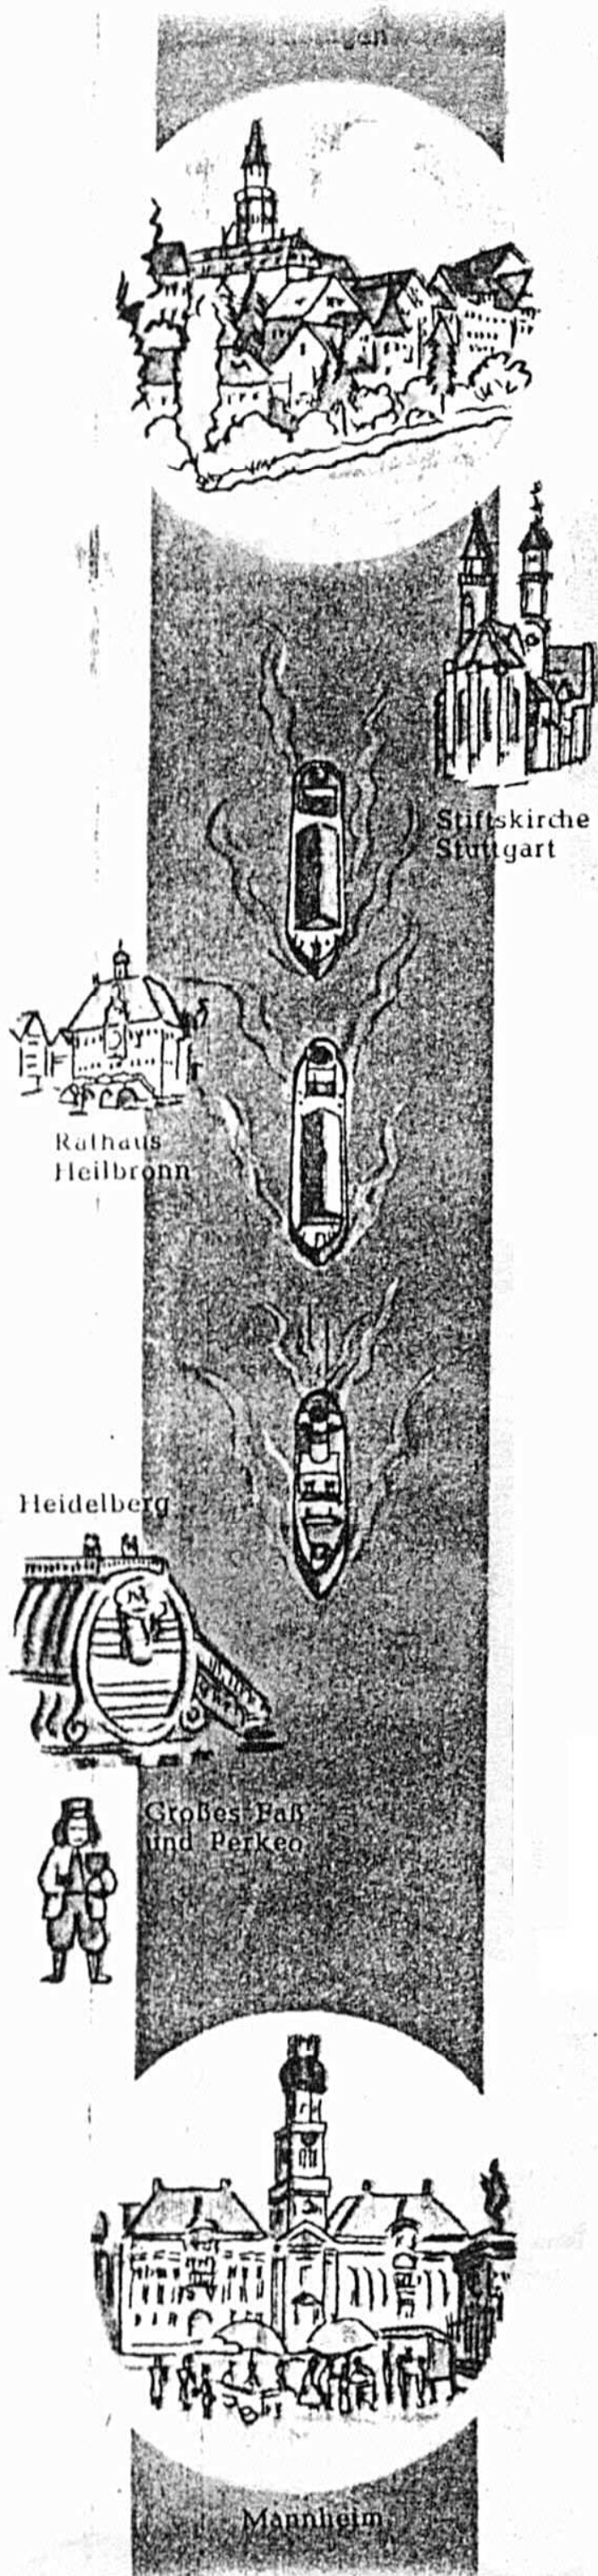 Stiftskirche
Stuttgart
Rathaus
Heilbronn
Heidelberg
Großes Faß
und Perkeo
Mannheim